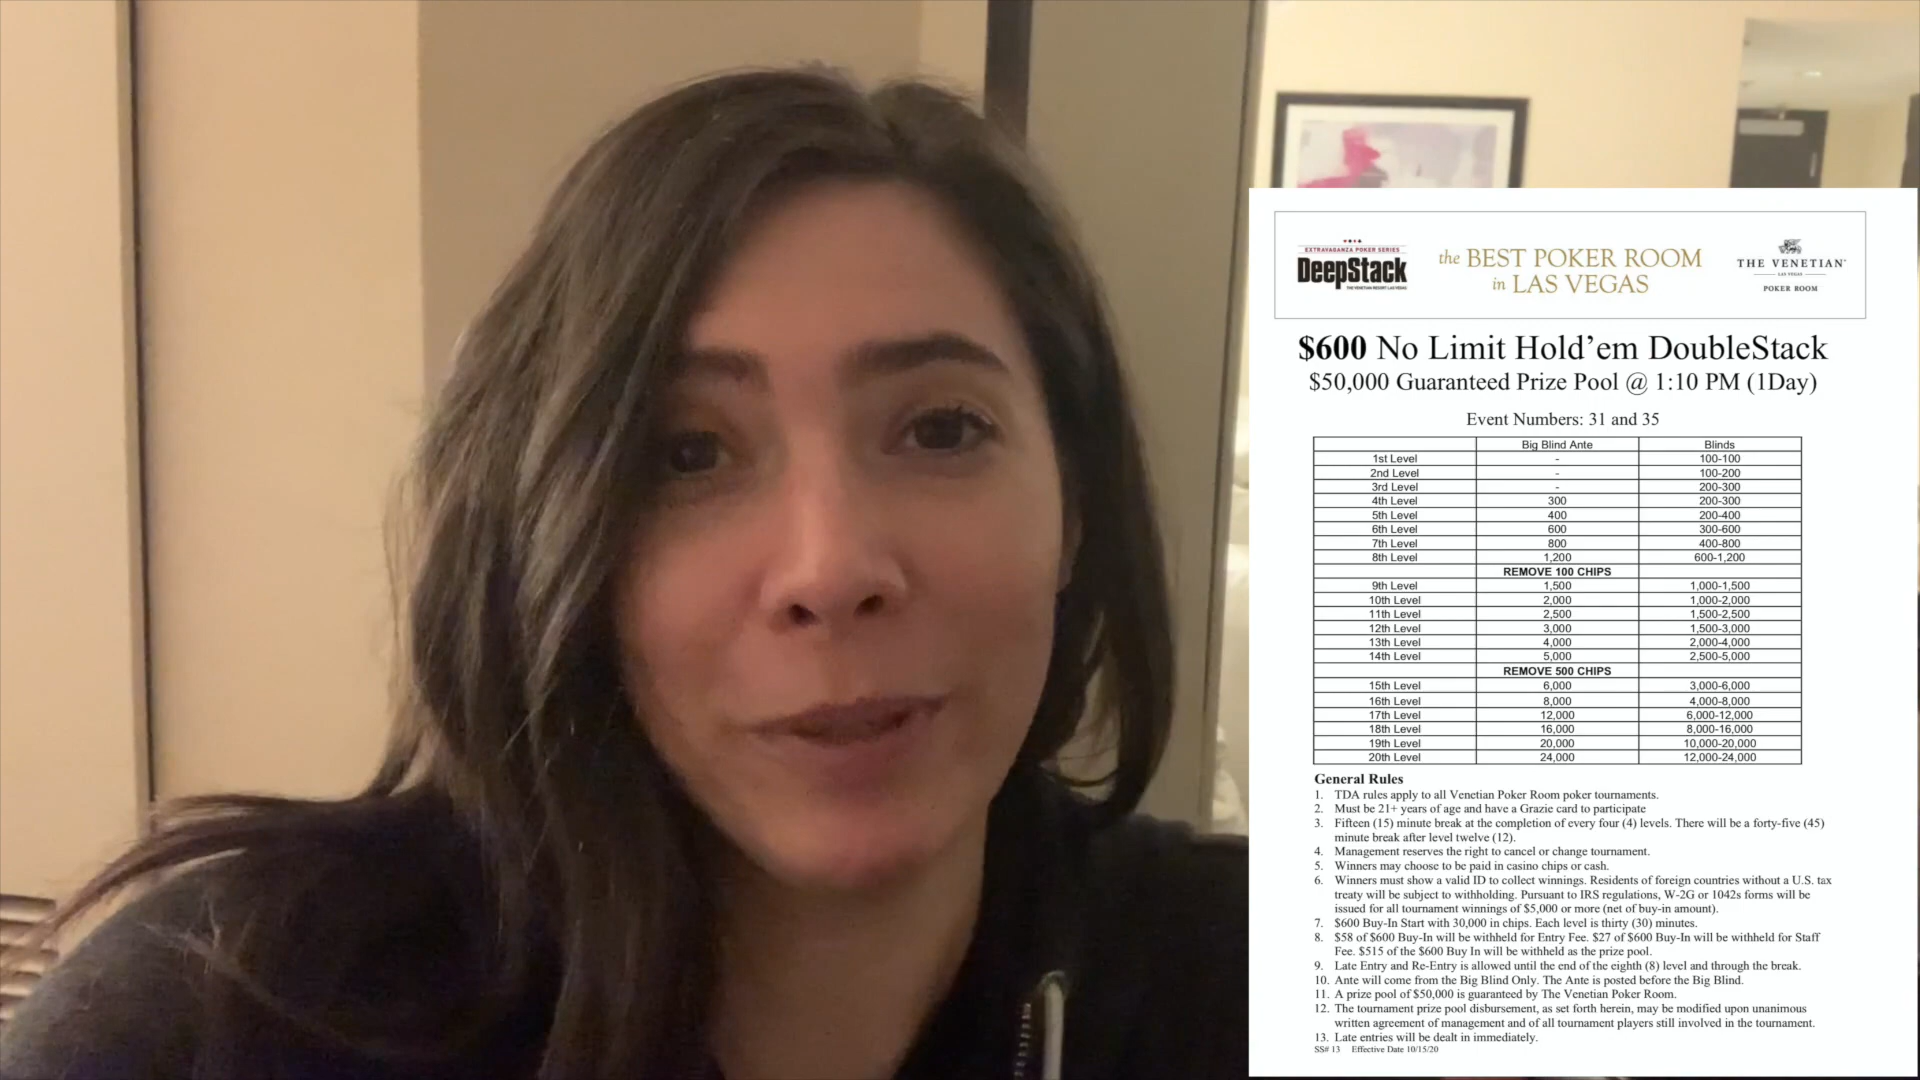 EXTRAVAGANZA POKER SERIES
DeepStack
THE VENETIAN RESORT LAS VEGAS
the BEST POKER ROOM
in LAS VEGAS
THE VENETIAN
LAS VEGAS
POKER ROOM
$600 No Limit Hold’em DoubleStack
$50,000 Guaranteed Prize Pool @ 1:10 PM (1Day)
Event Numbers: 31 and 35
Big Blind Ante Blinds
1st Level - 100-100
2nd Level - 100-200
3rd Level - 200-300
4th Level 300 200-300
5th Level 400 200-400
6th Level 600 300-600
7th Level 800 400-800
8th Level 1,200 600-1,200
REMOVE 100 CHIPS
9th Level 1,500 1,000-1,500
10th Level 2,000 1,000-2,000
11th Level 2,500 1,500-2,500
12th Level 3,000 1,500-3,000
13th Level 4,000 2,000-4,000
14th Level 5,000 2,500-5,000
REMOVE 500 CHIPS
15th Level 6,000 3,000-6,000
16th Level 8,000 4,000-8,000
17th Level 12,000 6,000-12,000
18th Level 16,000 8,000-16,000
19th Level 20,000 10,000-20,000
20th Level 24,000 12,000-24,000
General Rules
1. TDA rules apply to all Venetian Poker Room poker tournaments.
2. Must be 21+ years of age and have a Grazie card to participate
3. Fifteen (15) minute break at the completion of every four (4) levels. There will be a forty-five (45)
minute break after level twelve (12).
4. Management reserves the right to cancel or change tournament.
5. Winners may choose to be paid in casino chips or cash.
6. Winners must show a valid ID to collect winnings. Residents of foreign countries without a U.S. tax
treaty will be subject to withholding. Pursuant to IRS regulations, W-2G or 1042s forms will be
issued for all tournament winnings of $5,000 or more (net of buy-in amount).
7. $600 Buy-In Start with 30,000 in chips. Each level is thirty (30) minutes.
8. $58 of $600 Buy-In will be withheld for Entry Fee. $27 of $600 Buy-In will be withheld for Staff
Fee. $515 of the $600 Buy In will be withheld as the prize pool.
9. Late Entry and Re-Entry is allowed until the end of the eighth (8) level and through the break.
10. Ante will come from the Big Blind Only. The Ante is posted before the Big Blind.
11. A prize pool of $50,000 is guaranteed by The Venetian Poker Room.
12. The tournament prize pool disbursement, as set forth herein, may be modified upon unanimous
written agreement of management and of all tournament players still involved in the tournament.
13. Late entries will be dealt in immediately.
SS# 13 Effective Date 10/15/20